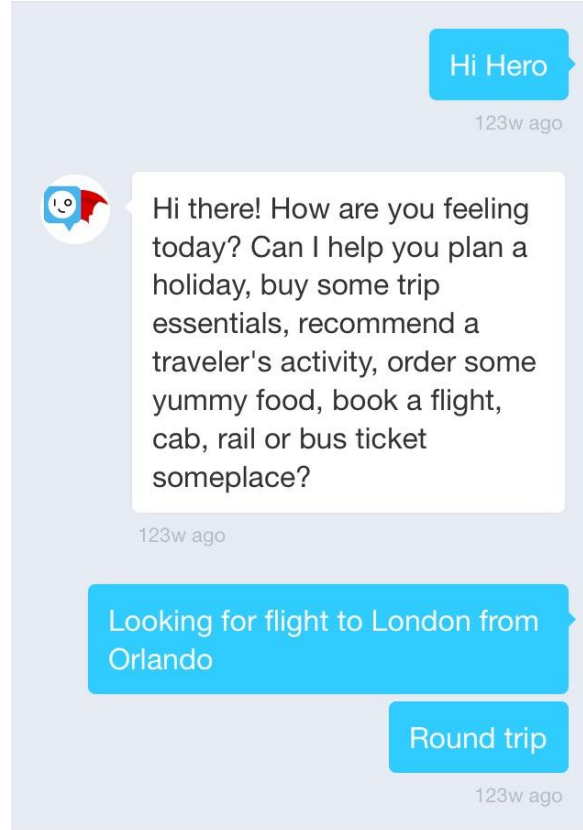 Hi Hero
123w ago
Hi there! How are you feeling
today? Can I help you plan a
holiday, buy some trip
essentials, recommend a
traveler's activity, order some
yummy food, book a flight,
cab, rail or bus ticket
someplace?
123w ago
Looking for flight to London from
Orlando
Round trip
123w ago